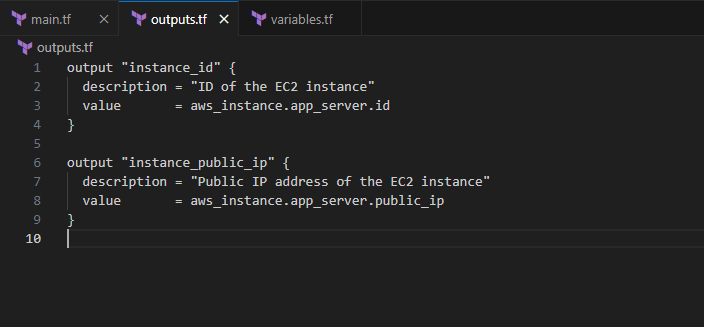 main.tf × outputs.tf × variables.tf
outputs.tf
1 output "instance_id" {
2   description = "ID of the EC2 instance"
3   value       = aws_instance.app_server.id
4 }
5
6 output "instance_public_ip" {
7   description = "Public IP address of the EC2 instance"
8   value       = aws_instance.app_server.public_ip
9 }
10